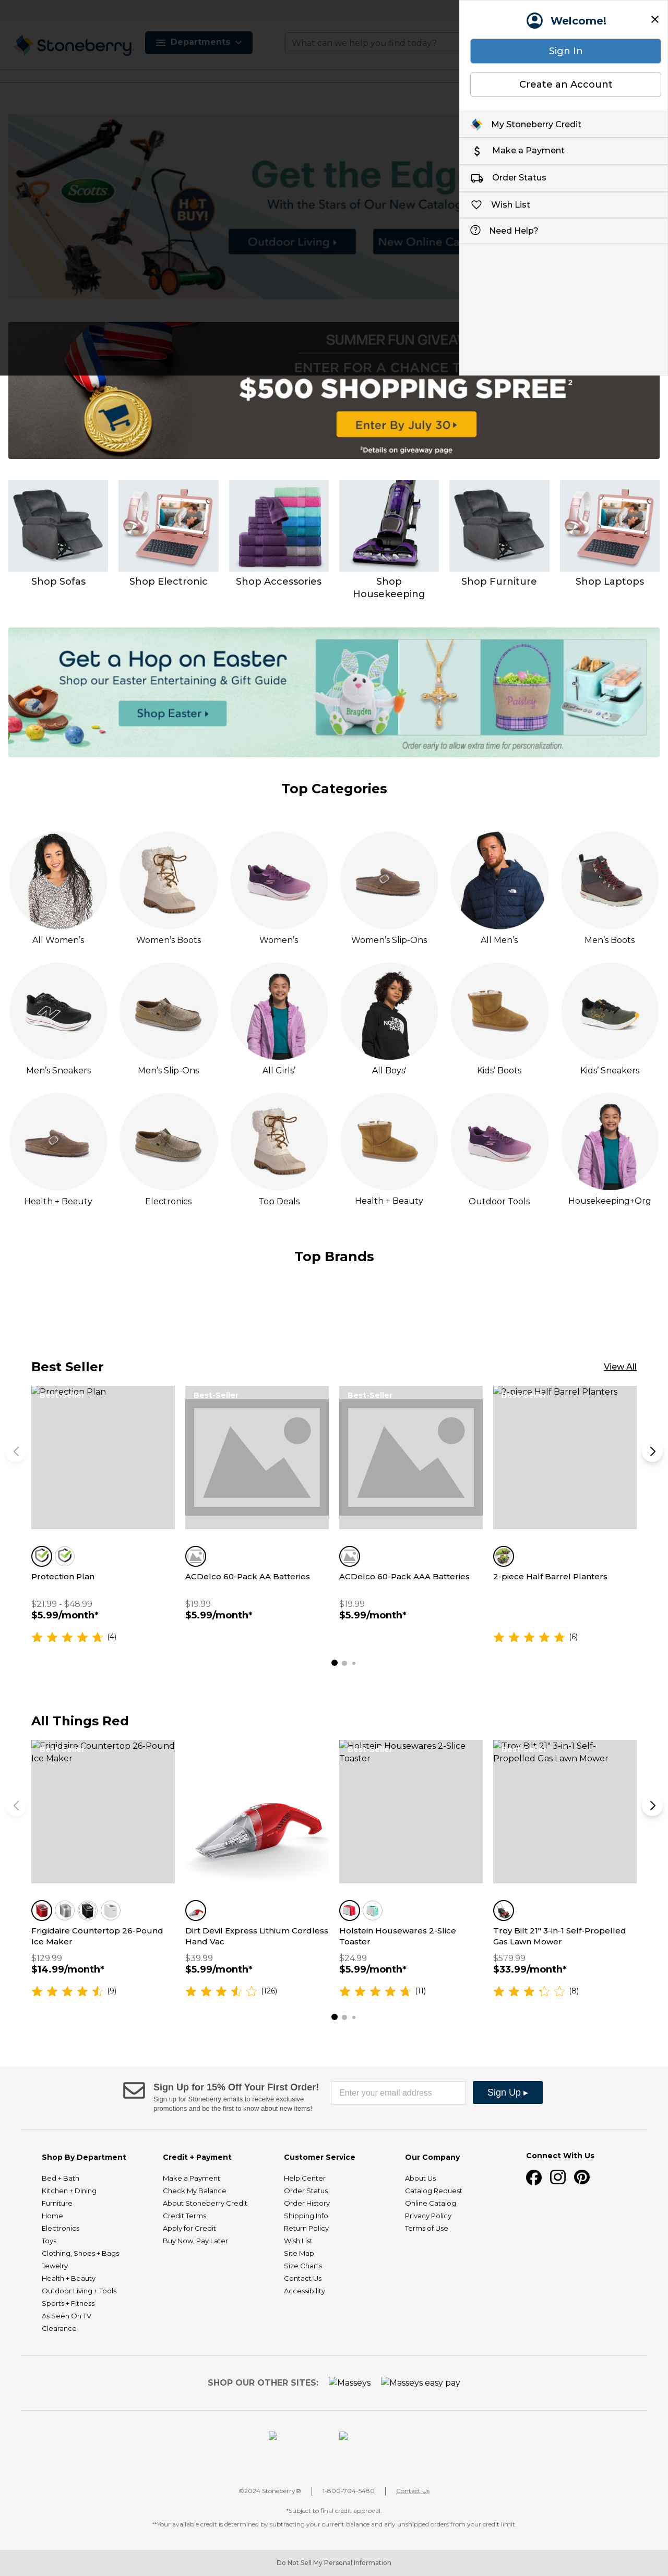 Stoneberry
Departments
What can we help you find today?
Welcome!
Sign In
Create an Account
My Stoneberry Credit
Make a Payment
Order Status
Wish List
Need Help?
Scotts
HOT BUY!
Get the Edge
With the Stars of Our New Catalog
Outdoor Living
New Online Ca
SUMMER FUN GIVEAW
ENTER FOR A CHANCE T
$500 SHOPPING SPREE²
Enter By July 30
²Details on giveaway page
Shop Sofas
Shop Electronic
Shop Accessories
Shop Housekeeping
Shop Furniture
Shop Laptops
Get a Hop on Easter
Shop our Easter Entertaining & Gift Guide
Shop Easter
Brayden
Paisley
Order early to allow extra time for personalization.
Top Categories
All Women's
Women's Boots
Women's
Women's Slip-Ons
All Men's
Men's Boots
Men's Sneakers
Men's Slip-Ons
All Girls'
All Boys'
Kids' Boots
Kids' Sneakers
Health + Beauty
Electronics
Top Deals
Health + Beauty
Outdoor Tools
Housekeeping+Org
Top Brands
Best Seller
View All
Protection Plan
Best-Seller
Best-Seller
2-piece Half Barrel Planters
Protection Plan
$21.99 - $48.99
$5.99/month*
(4)
ACDelco 60-Pack AA Batteries
$19.99
$5.99/month*
ACDelco 60-Pack AAA Batteries
$19.99
$5.99/month*
2-piece Half Barrel Planters
(6)
All Things Red
Frigidaire Countertop 26-Pound Ice Maker
Holstein Housewares 2-Slice Toaster
Troy Bilt 21" 3-in-1 Self-Propelled Gas Lawn Mower
Frigidaire Countertop 26-Pound Ice Maker
$129.99
$14.99/month*
(9)
Dirt Devil Express Lithium Cordless Hand Vac
$39.99
$5.99/month*
(126)
Holstein Housewares 2-Slice Toaster
$24.99
$5.99/month*
(11)
Troy Bilt 21" 3-in-1 Self-Propelled Gas Lawn Mower
$579.99
$33.99/month*
(8)
Sign Up for 15% Off Your First Order!
Sign up for Stoneberry emails to receive exclusive
promotions and be the first to know about new items!
Enter your email address
Sign Up ▸
Shop By Department
Bed + Bath
Kitchen + Dining
Furniture
Home
Electronics
Toys
Clothing, Shoes + Bags
Jewelry
Health + Beauty
Outdoor Living + Tools
Sports + Fitness
As Seen On TV
Clearance
Credit + Payment
Make a Payment
Check My Balance
About Stoneberry Credit
Credit Terms
Apply for Credit
Buy Now, Pay Later
Customer Service
Help Center
Order Status
Order History
Shipping Info
Return Policy
Wish List
Site Map
Size Charts
Contact Us
Accessibility
Our Company
About Us
Catalog Request
Online Catalog
Privacy Policy
Terms of Use
Connect With Us
SHOP OUR OTHER SITES:
Masseys
Masseys easy pay
©2024 Stoneberry®
1-800-704-5480
Contact Us
*Subject to final credit approval.
**Your available credit is determined by subtracting your current balance and any unshipped orders from your credit limit.
Do Not Sell My Personal Information